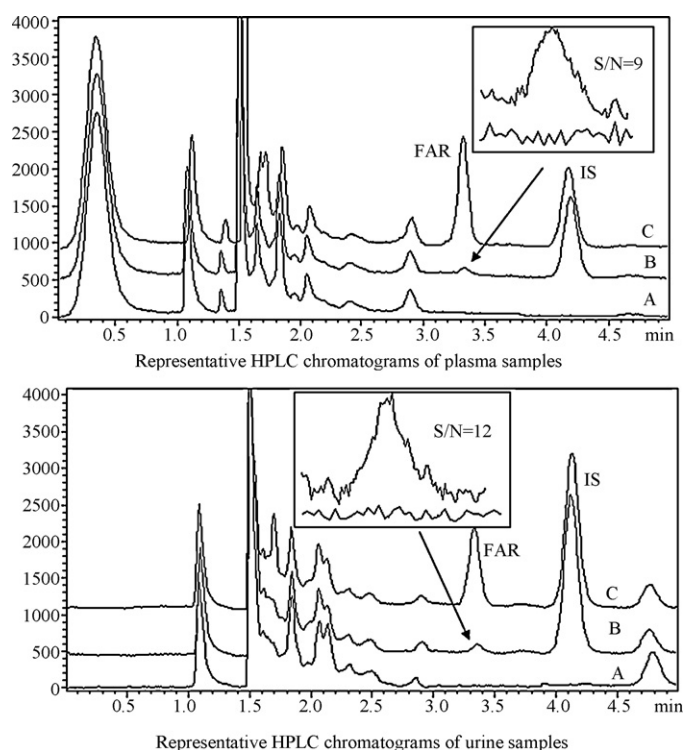 4000
3500
3000
2500
2000
1500
1000
500
0
S/N=9
FAR
IS
C
B
A
0.5 1.0 1.5 2.0 2.5 3.0 3.5 4.0 4.5 min
Representative HPLC chromatograms of plasma samples
4000
3500
3000
2500
2000
1500
1000
500
0
S/N=12
IS
FAR
C
B
A
0.5 1.0 1.5 2.0 2.5 3.0 3.5 4.0 4.5 min
Representative HPLC chromatograms of urine samples